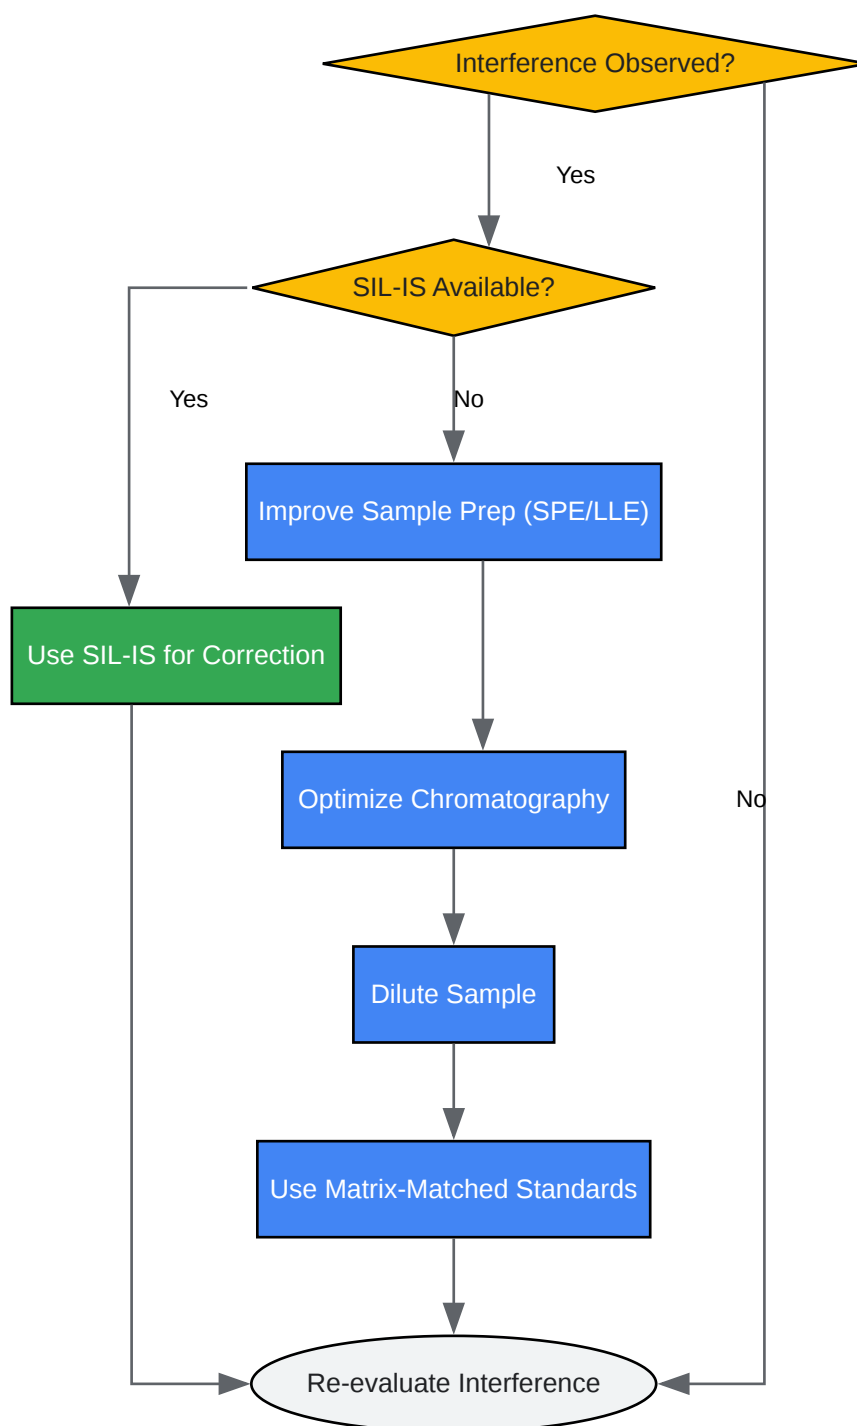 Interference Observed?
Yes
SIL-IS Available?
Yes
No
Improve Sample Prep (SPE/LLE)
Use SIL-IS for Correction
Optimize Chromatography
No
Dilute Sample
Use Matrix-Matched Standards
Re-evaluate Interference